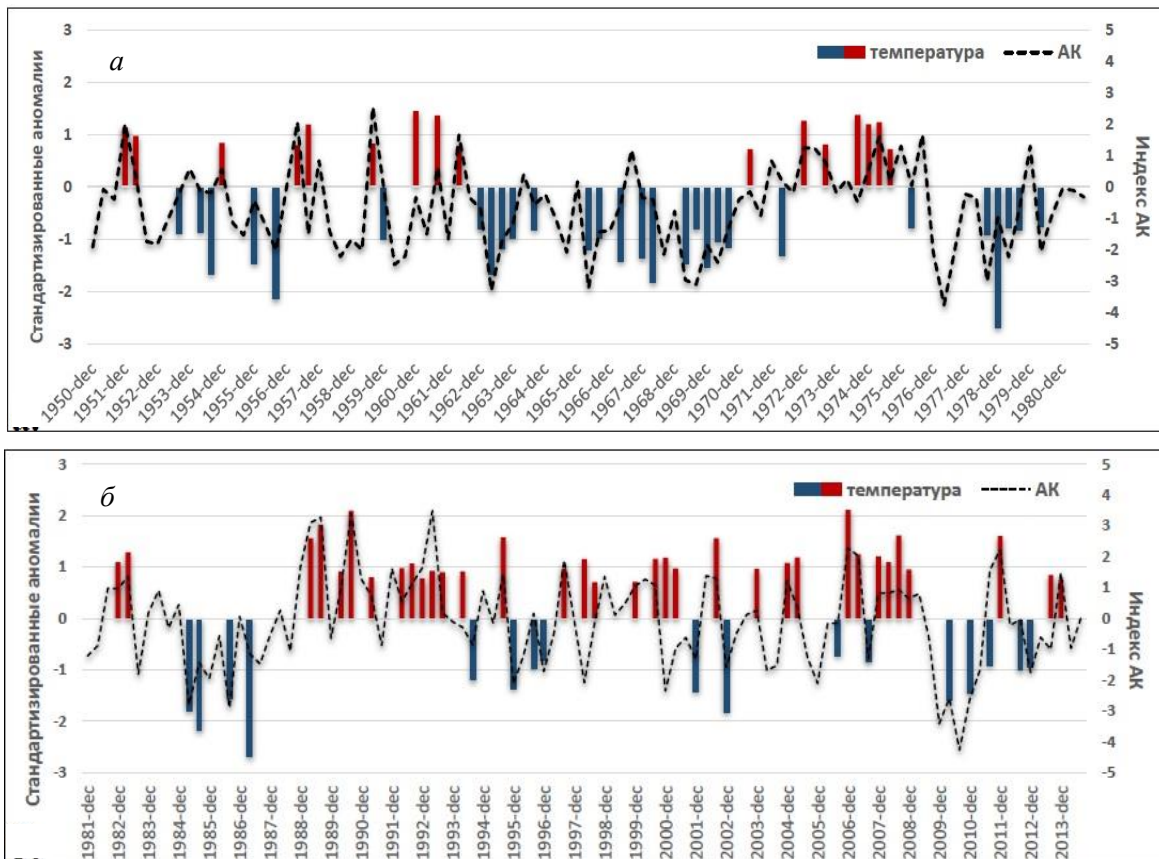 3
2
1
0
-1
-2
-3
Стандартизированные аномалии
а
температура
АК
5
4
3
2
1
0
-1
-2
-3
-4
-5
Индекс АК
1950-dec
1951-dec
1952-dec
1953-dec
1954-dec
1955-dec
1956-dec
1957-dec
1958-dec
1959-dec
1960-dec
1961-dec
1962-dec
1963-dec
1964-dec
1965-dec
1966-dec
1967-dec
1968-dec
1969-dec
1970-dec
1971-dec
1972-dec
1973-dec
1974-dec
1975-dec
1976-dec
1977-dec
1978-dec
1979-dec
1980-dec
3
2
1
0
-1
-2
-3
Стандартизированные аномалии
б
температура
АК
5
4
3
2
1
0
-1
-2
-3
-4
-5
Индекс АК
1981-dec
1982-dec
1983-dec
1984-dec
1985-dec
1986-dec
1987-dec
1988-dec
1989-dec
1990-dec
1991-dec
1992-dec
1993-dec
1994-dec
1995-dec
1996-dec
1997-dec
1998-dec
1999-dec
2000-dec
2001-dec
2002-dec
2003-dec
2004-dec
2005-dec
2006-dec
2007-dec
2008-dec
2009-dec
2010-dec
2011-dec
2012-dec
2013-dec